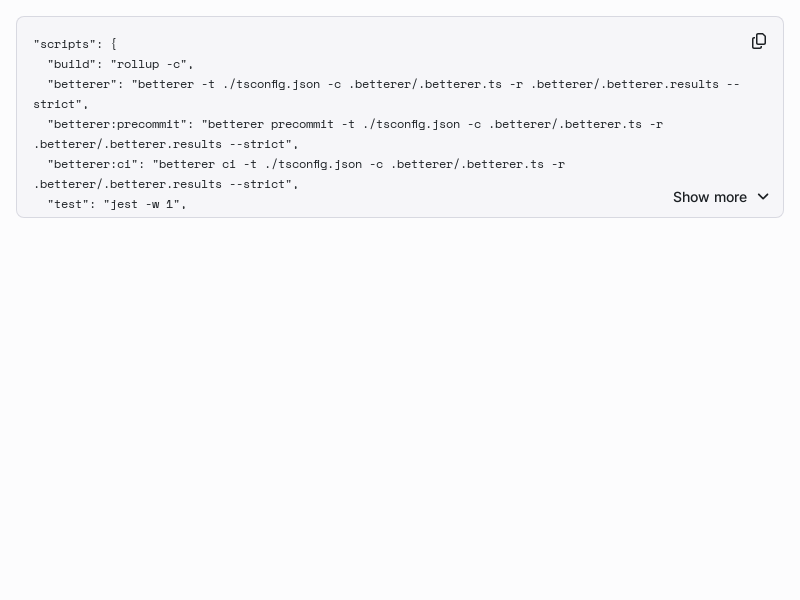 "scripts": {
  "build": "rollup -c",
  "betterer": "betterer -t ./tsconfig.json -c .betterer/.betterer.ts -r .betterer/.betterer.results --
strict",
  "betterer:precommit": "betterer precommit -t ./tsconfig.json -c .betterer/.betterer.ts -r
.betterer/.betterer.results --strict",
  "betterer:ci": "betterer ci -t ./tsconfig.json -c .betterer/.betterer.ts -r
.betterer/.betterer.results --strict",
  "test": "jest -w 1",
Show more